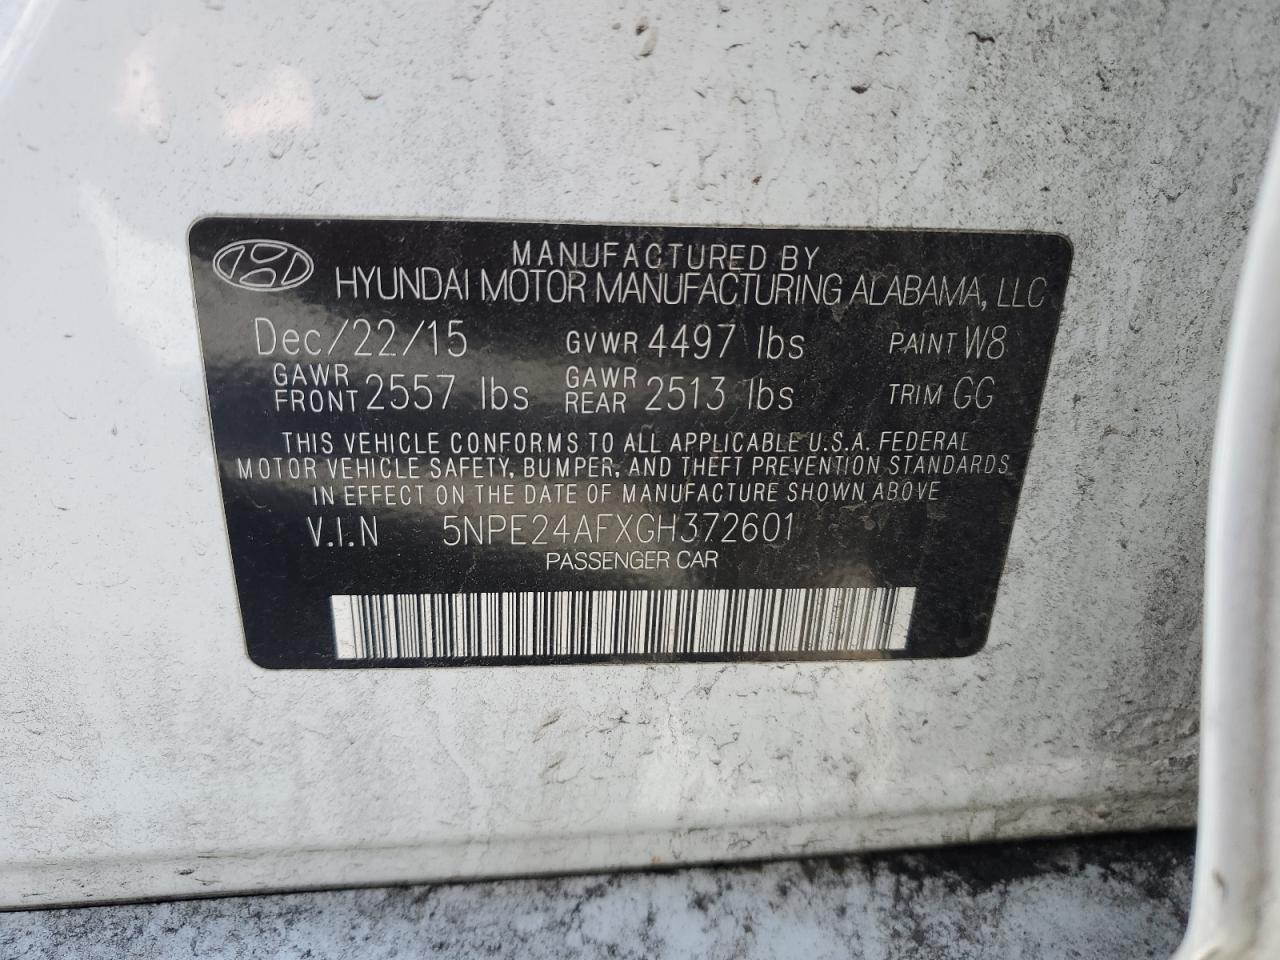 MANUFACTURED BY
HYUNDAI MOTOR MANUFACTURING ALABAMA, LLC
Dec/22/15 GVWR 4497 lbs PAINT W8
GAWR FRONT 2557 lbs GAWR REAR 2513 lbs TRIM GG
THIS VEHICLE CONFORMS TO ALL APPLICABLE U.S.A. FEDERAL
MOTOR VEHICLE SAFETY, BUMPER, AND THEFT PREVENTION STANDARDS
IN EFFECT ON THE DATE OF MANUFACTURE SHOWN ABOVE
V.I.N 5NPE24AFXGH372601
PASSENGER CAR